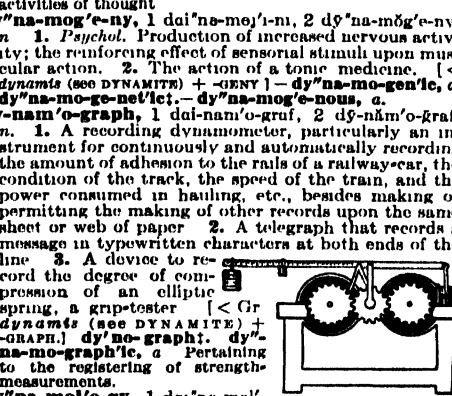 activities of thought
y"na-mog'e-ny, 1 dai"nə-mej'ı-nı, 2 dȳ"na-mŏg'e-ny
n 1. Psychol. Production of increased nervous activ
ity; the reinforcing effect of sensorial stimuli upon mus
cular action. 2. The action of a tonic medicine. [<
dynamis (see DYNAMITE) + -GENY ] — dy"na-mo-gen'ic, a
dy"na-mo-ge-net'ic‡.— dy"na-mog'e-nous, a.
-nam'o-graph, 1 dai-nam'o-graf, 2 dȳ-năm'o-graf
n. 1. A recording dynamometer, particularly an in
strument for continuously and automatically recordin
the amount of adhesion to the rails of a railway-car, th
condition of the track, the speed of the train, and th
power consumed in hauling, etc., besides making o
permitting the making of other records upon the sam
sheet or web of paper 2. A telegraph that records
message in typewritten characters at both ends of th
line 3. A device to re-
cord the degree of com-
pression of an elliptic
spring, a grip-tester [< Gr
dynamis (see DYNAMITE) +
-GRAPH.] dy'no-graph‡. dy"-
na-mo-graph'ic, a Pertaining
to the registering of strength-
measurements.